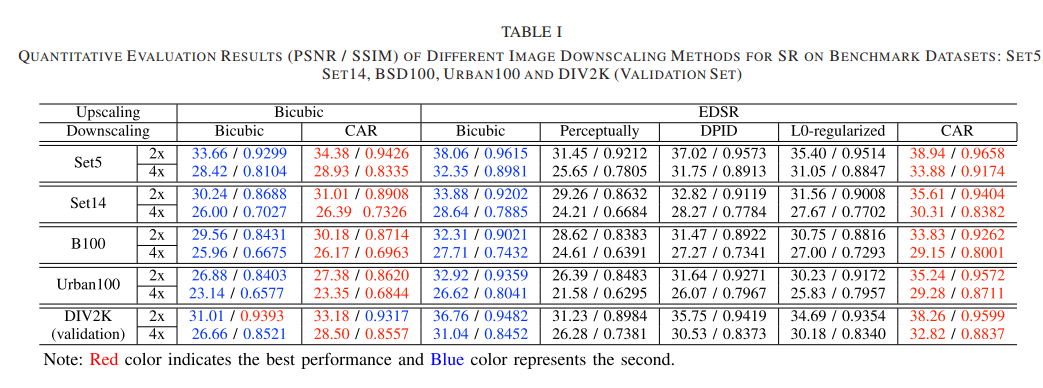 TABLE I
QUANTITATIVE EVALUATION RESULTS (PSNR / SSIM) OF DIFFERENT IMAGE DOWNSCALING METHODS FOR SR ON BENCHMARK DATASETS: SET5
SET14, BSD100, URBAN100 AND DIV2K (VALIDATION SET)
Upscaling Bicubic EDSR
Downscaling Bicubic CAR Bicubic Perceptually DPID L0-regularized CAR
Set5 2x 33.66 / 0.9299 34.38 / 0.9426 38.06 / 0.9615 31.45 / 0.9212 37.02 / 0.9573 35.40 / 0.9514 38.94 / 0.9658
4x 28.42 / 0.8104 28.93 / 0.8335 32.35 / 0.8981 25.65 / 0.7805 31.75 / 0.8913 31.05 / 0.8847 33.88 / 0.9174
Set14 2x 30.24 / 0.8688 31.01 / 0.8908 33.88 / 0.9202 29.26 / 0.8632 32.82 / 0.9119 31.56 / 0.9008 35.61 / 0.9404
4x 26.00 / 0.7027 26.39 0.7326 28.64 / 0.7885 24.21 / 0.6684 28.27 / 0.7784 27.67 / 0.7702 30.31 / 0.8382
B100 2x 29.56 / 0.8431 30.18 / 0.8714 32.31 / 0.9021 28.62 / 0.8383 31.47 / 0.8922 30.75 / 0.8816 33.83 / 0.9262
4x 25.96 / 0.6675 26.17 / 0.6963 27.71 / 0.7432 24.61 / 0.6391 27.27 / 0.7341 27.00 / 0.7293 29.15 / 0.8001
Urban100 2x 26.88 / 0.8403 27.38 / 0.8620 32.92 / 0.9359 26.39 / 0.8483 31.64 / 0.9271 30.23 / 0.9172 35.24 / 0.9572
4x 23.14 / 0.6577 23.35 / 0.6844 26.62 / 0.8041 21.58 / 0.6295 26.07 / 0.7967 25.83 / 0.7957 29.28 / 0.8711
DIV2K 2x 31.01 / 0.9393 33.18 / 0.9317 36.76 / 0.9482 31.23 / 0.8984 35.75 / 0.9419 34.69 / 0.9354 38.26 / 0.9599
(validation) 4x 26.66 / 0.8521 28.50 / 0.8557 31.04 / 0.8452 26.28 / 0.7381 30.53 / 0.8373 30.18 / 0.8340 32.82 / 0.8837
Note: Red color indicates the best performance and Blue color represents the second.